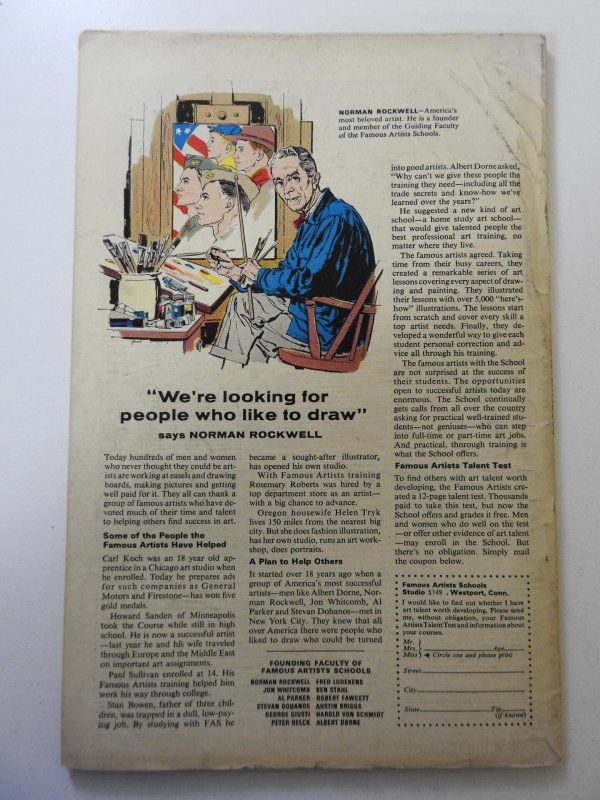 NORMAN ROCKWELL—America's
most beloved artist. He is a founder
and member of the Guiding Faculty
of the Famous Artists Schools.
"We're looking for
people who like to draw"
says NORMAN ROCKWELL
Today hundreds of men and women
who never thought they could be art-
ists are working at easels and drawing
boards, making pictures and getting
well paid for it. They all can thank a
group of famous artists who have de-
voted much of their time and talent
to helping others find success in art.
Some of the People the
Famous Artists Have Helped
Carl Koch was an 18 year old ap-
prentice in a Chicago art studio when
he enrolled. Today he prepares ads
for such companies as General
Motors and Firestone—has won five
gold medals.
Howard Sanden of Minneapolis
took the Course while still in high
school. He is now a successful artist
—last year he and his wife traveled
through Europe and the Middle East
on important art assignments.
Paul Sullivan enrolled at 14. His
Famous Artists training helped him
work his way through college.
Stan Bowen, father of three chil-
dren, was trapped in a dull, low-pay-
ing job. By studying with FAS he
became a sought-after illustrator,
has opened his own studio.
With Famous Artists training
Rosemary Roberts was hired by a
top department store as an artist—
with a big chance to advance.
Oregon housewife Helen Tryk
lives 150 miles from the nearest big
city. But she does fashion illustration,
has her own studio, runs an art work-
shop, does portraits.
A Plan to Help Others
It started over 18 years ago when a
group of America's most successful
artists—men like Albert Dorne, Nor-
man Rockwell, Jon Whitcomb, Al
Parker and Stevan Dohanos—met in
New York City. They knew that all
over America there were people who
liked to draw who could be turned
into good artists. Albert Dorne asked,
"Why can't we give these people the
training they need—including all the
trade secrets and know-how we've
learned over the years?"
He suggested a new kind of art
school—a home study art school—
that would give talented people the
best professional art training, no
matter where they live.
The famous artists agreed. Taking
time from their busy careers, they
created a remarkable series of art
lessons covering every aspect of draw-
ing and painting. They illustrated
their lessons with over 5,000 "here's-
how" illustrations. The lessons start
from scratch and cover every skill a
top artist needs. Finally, they de-
veloped a wonderful way to give each
student personal correction and ad-
vice all through his training.
The famous artists with the School
are not surprised at the success of
their students. The opportunities
open to successful artists today are
enormous. The School continually
gets calls from all over the country
asking for practical well-trained stu-
dents—not geniuses—who can step
into full-time or part-time art jobs.
And practical, thorough training is
what the School offers.
Famous Artists Talent Test
To find others with art talent worth
developing, the Famous Artists cre-
ated a 12-page talent test. Thousands
paid to take this test, but now the
School offers and grades it free. Men
and women who do well on the test
—or offer other evidence of art talent
—may enroll in the School. But
there's no obligation. Simply mail
the coupon below.
FOUNDING FACULTY OF
FAMOUS ARTISTS SCHOOLS
NORMAN ROCKWELL FRED LUDEKENS
JON WHITCOMB BEN STAHL
AL PARKER ROBERT FAWCETT
STEVAN DOHANOS AUSTIN BRIGGS
GEORGE GIUSTI HAROLD VON SCHMIDT
PETER HELCK ALBERT DORNE
Famous Artists Schools
Studio 5149, Westport, Conn.
I would like to find out whether I have
art talent worth developing. Please send
me, without obligation, your Famous
Artists Talent Test and information about
your courses.
Mr.
Mrs. Age
Miss Circle one and please print
Street
City
State Zip
(if known)